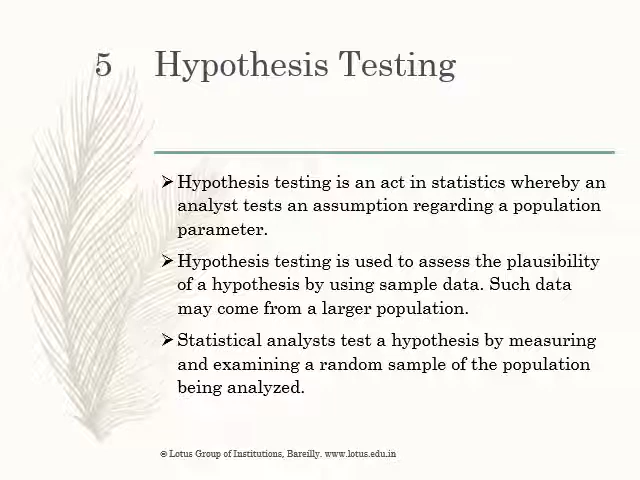 5 Hypothesis Testing
➢ Hypothesis testing is an act in statistics whereby an
analyst tests an assumption regarding a population
parameter.
➢ Hypothesis testing is used to assess the plausibility
of a hypothesis by using sample data. Such data
may come from a larger population.
➢ Statistical analysts test a hypothesis by measuring
and examining a random sample of the population
being analyzed.
© Lotus Group of Institutions, Bareilly. www.lotus.edu.in